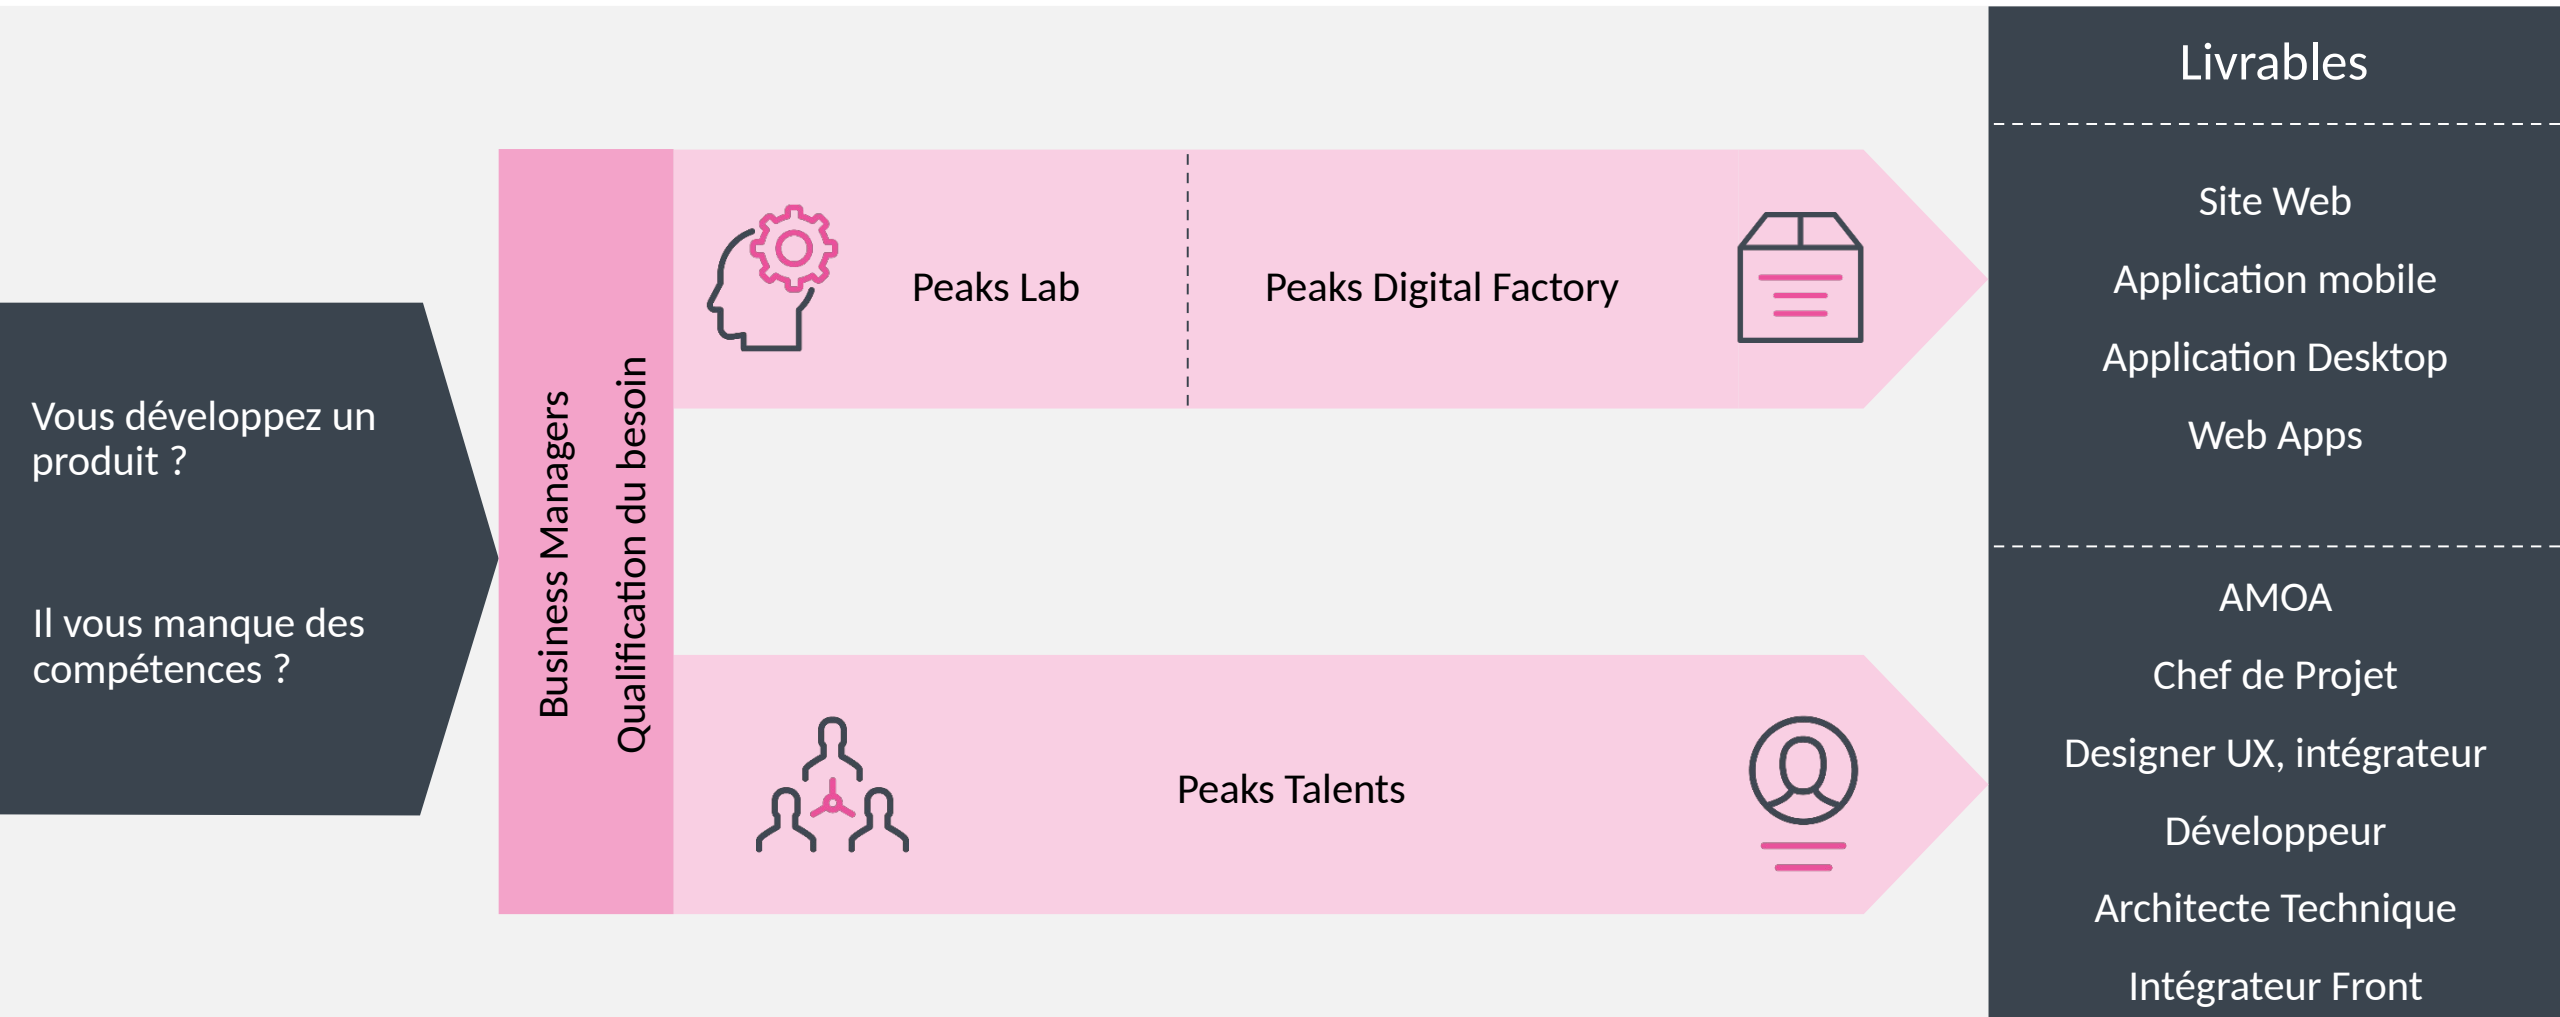 Vous développez un
produit ?
Il vous manque des
compétences ?
Business Managers
Qualification du besoin
Peaks Lab
Peaks Digital Factory
Peaks Talents
Livrables
Site Web
Application mobile
Application Desktop
Web Apps
AMOA
Chef de Projet
Designer UX, intégrateur
Développeur
Architecte Technique
Intégrateur Front